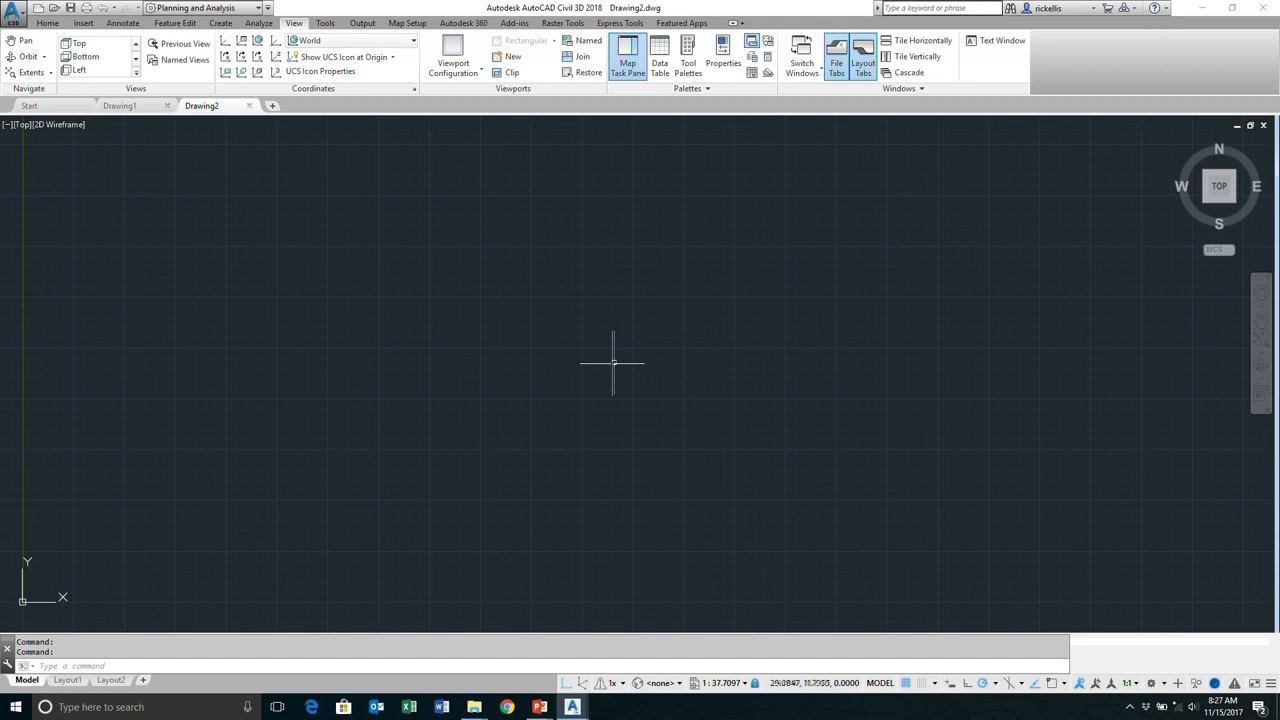 Planning and Analysis
Autodesk AutoCAD Civil 3D 2018 Drawing2.dwg
Type a keyword or phrase
rickellis
C3D
Home Insert Annotate Modify Feature Edit Create Analyze View Tools Output Map Setup Autodesk 360 Add-ins Raster Tools Express Tools Featured Apps
Pan
Orbit
Extents
Navigate
Top
Bottom
Left
Previous View
Named Views
Views
World
Show UCS Icon at Origin
UCS Icon Properties
Coordinates
Viewport
Configuration
Rectangular
New
Clip
Named
Join
Restore
Viewports
Map
Task Pane
Data
Table
Tool
Palettes
Properties
Palettes
Switch
Windows
File
Tabs
Layout
Tabs
Tile Horizontally
Tile Vertically
Cascade
Windows
Text Window
Start Drawing1 Drawing2
[−][Top][2D Wireframe]
N
W TOP E
S
WCS
Y
X
Command:
Command:
Type a command
Model Layout1 Layout2
1x
<none>
1 : 37.7097
MODEL
1:1
Type here to search
8:27 AM
11/15/2017